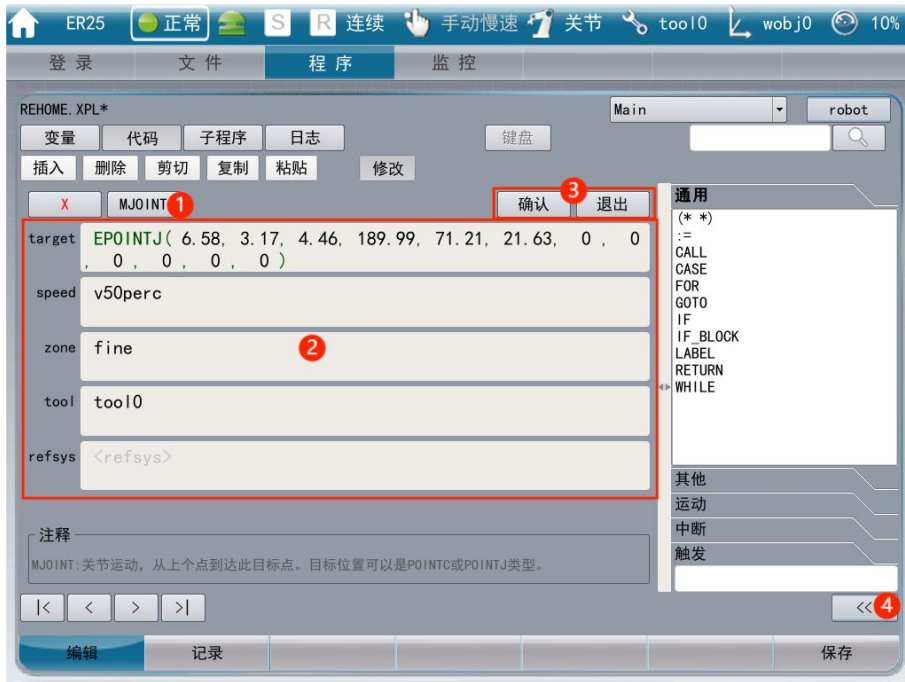 ER25 正常 S R 连续 手动慢速 关节 tool0 wobj0 10%
登录 文件 程序 监控
REHOME.XPL* Main robot
变量 代码 子程序 日志 键盘
插入 删除 剪切 复制 粘贴 修改
X MJOINT 1 确认 3 退出
target EPOINTJ( 6.58, 3.17, 4.46, 189.99, 71.21, 21.63, 0 , 0
, 0 , 0 , 0 , 0 )
speed v50perc
zone fine 2
tool tool0
refsys <refsys>
注释
MJOINT:关节运动，从上个点到达此目标点。目标位置可以是POINTC或POINTJ类型。
|< < > >|
通用
(* *)
:=
CALL
CASE
FOR
GOTO
IF
IF_BLOCK
LABEL
RETURN
WHILE
其他
运动
中断
触发
<< 4
编辑 记录 保存